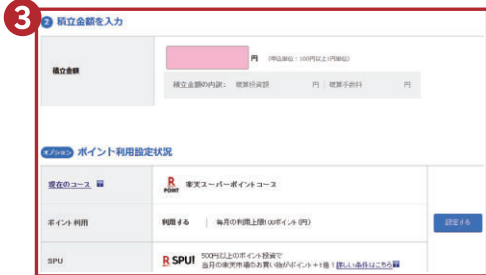 3
2 積立金額を入力
積立金額
円 (申込単位:100円以上1円単位)
積立金額の内訳: 概算投資額 円 概算手数料 円
オプション ポイント利用設定状況
現在のコース
R POINT 楽天スーパーポイントコース
ポイント利用
利用する 毎月の利用上限:00ポイント(円)
設定する
SPU
R SPU! 500円以上のポイント投資で
当月の楽天市場のお買い物がポイント+1倍!詳しい条件はこちら